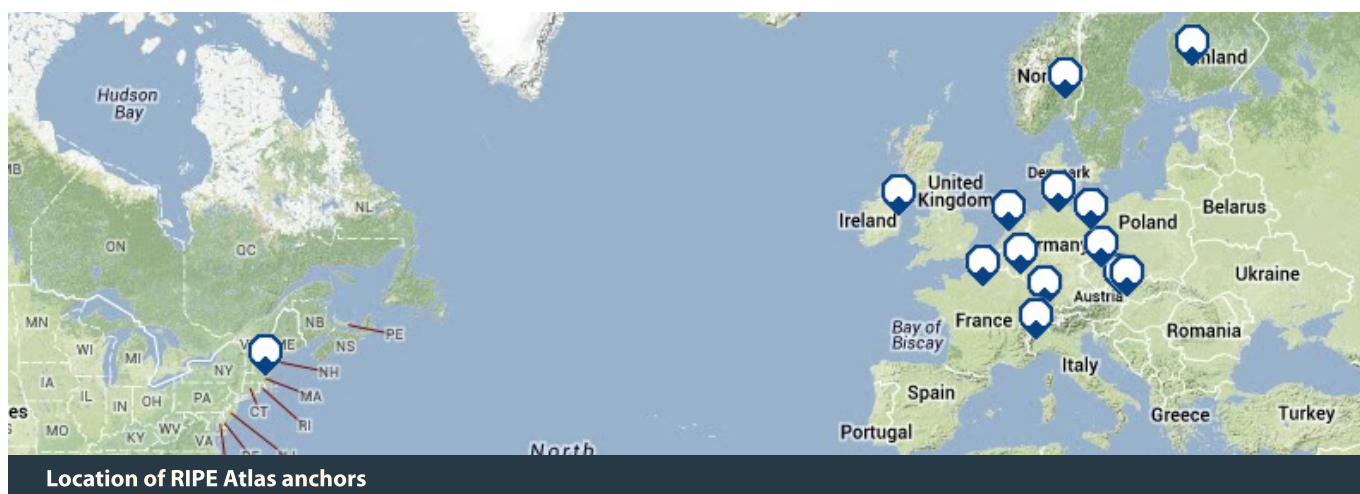 Hudson
Bay
MB
NL
ON
QC
MN
WI
MI
IA
IL
IN
OH
PA
NY
MO
KY
WV
VA
NB
PE
NS
ME
NH
MA
CT
RI
North
Ireland
United
Kingdom
Denmark
Poland
Belarus
Ukraine
Austria
France
Bay of
Biscay
Romania
Italy
Spain
Portugal
Greece
Turkey
Location of RIPE Atlas anchors